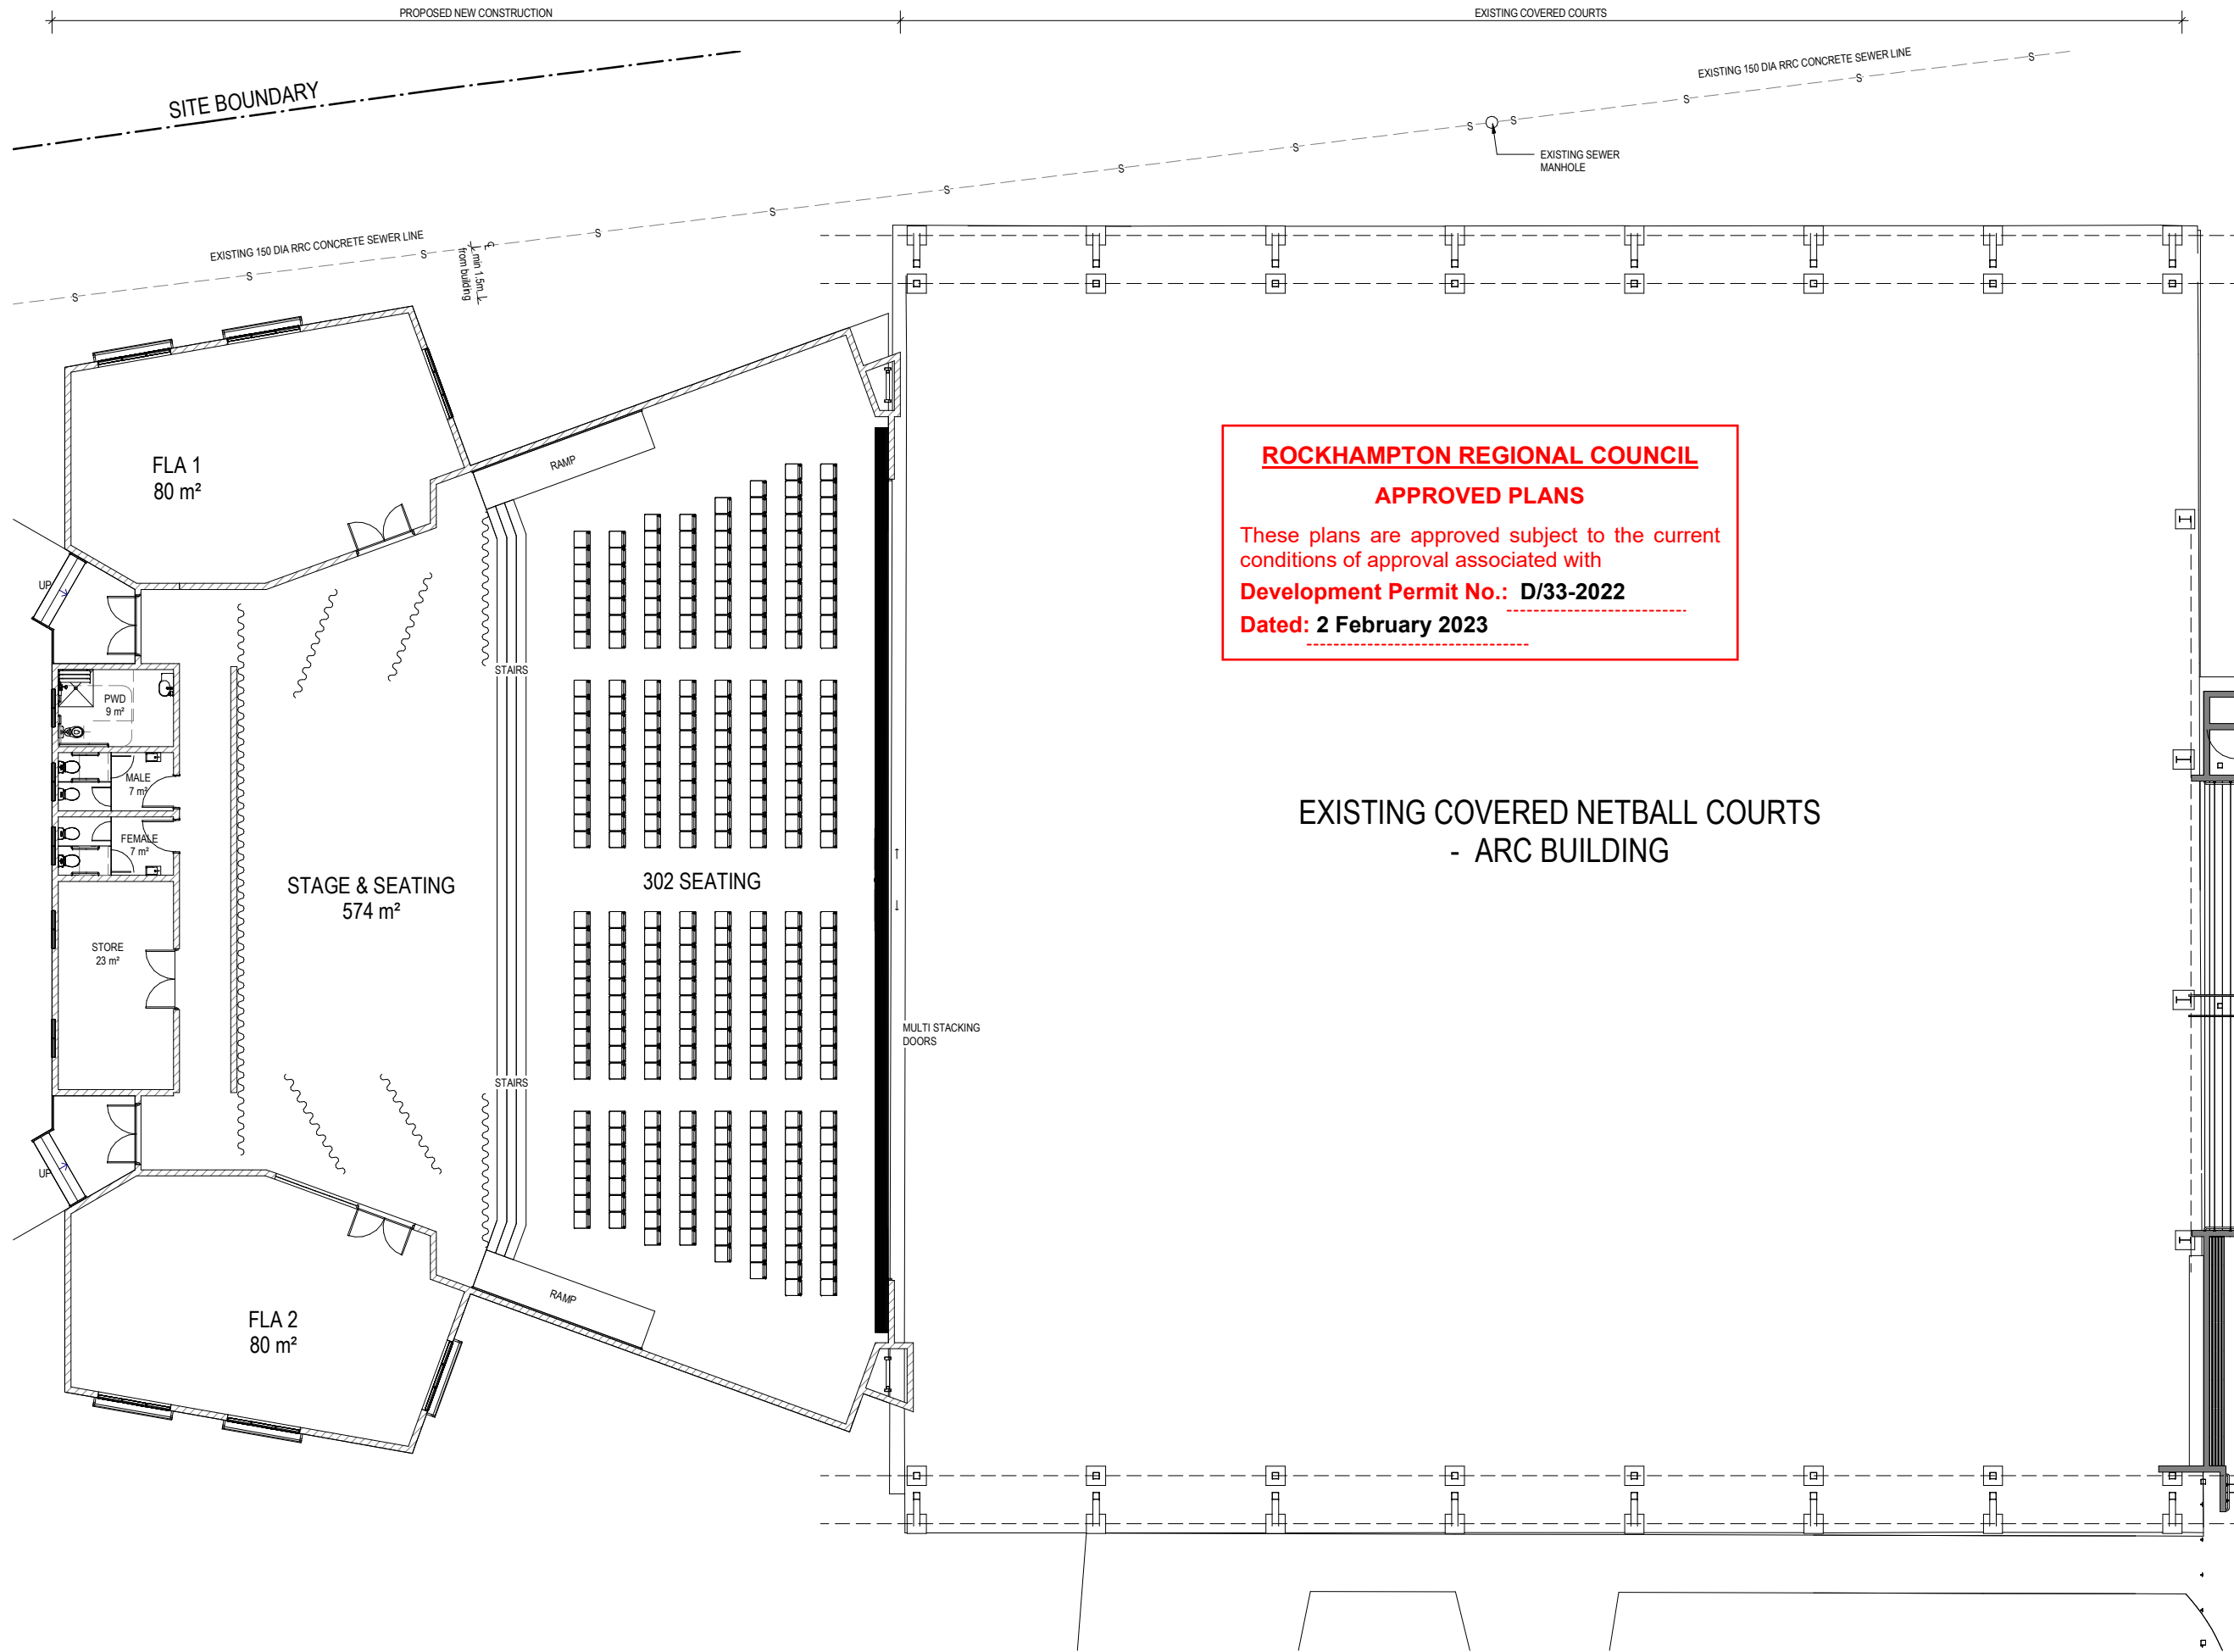 PROPOSED NEW CONSTRUCTION
EXISTING COVERED COURTS
SITE BOUNDARY
EXISTING 150 DIA RRC CONCRETE SEWER LINE
EXISTING SEWER
MANHOLE
EXISTING 150 DIA RRC CONCRETE SEWER LINE
min 1.5m
from building
ROCKHAMPTON REGIONAL COUNCIL
APPROVED PLANS
These plans are approved subject to the current
conditions of approval associated with
Development Permit No.: D/33-2022
Dated: 2 February 2023
FLA 1
80 m²
RAMP
UP
STAIRS
PWD
9 m²
MALE
7 m²
FEMALE
7 m²
STAGE & SEATING
574 m²
302 SEATING
EXISTING COVERED NETBALL COURTS
- ARC BUILDING
STORE
23 m²
MULTI STACKING
DOORS
STAIRS
UP
RAMP
FLA 2
80 m²